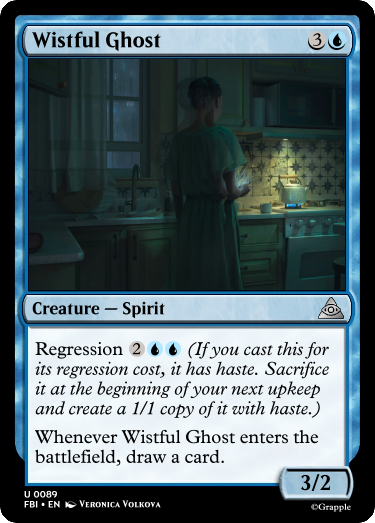 Wistful Ghost 3
Creature — Spirit
Regression 2 (If you cast this for
its regression cost, it has haste. Sacrifice
it at the beginning of your next upkeep
and create a 1/1 copy of it with haste.)
Whenever Wistful Ghost enters the
battlefield, draw a card.
3/2
U 0089
FBI • EN Veronica Volkova
©Grapple